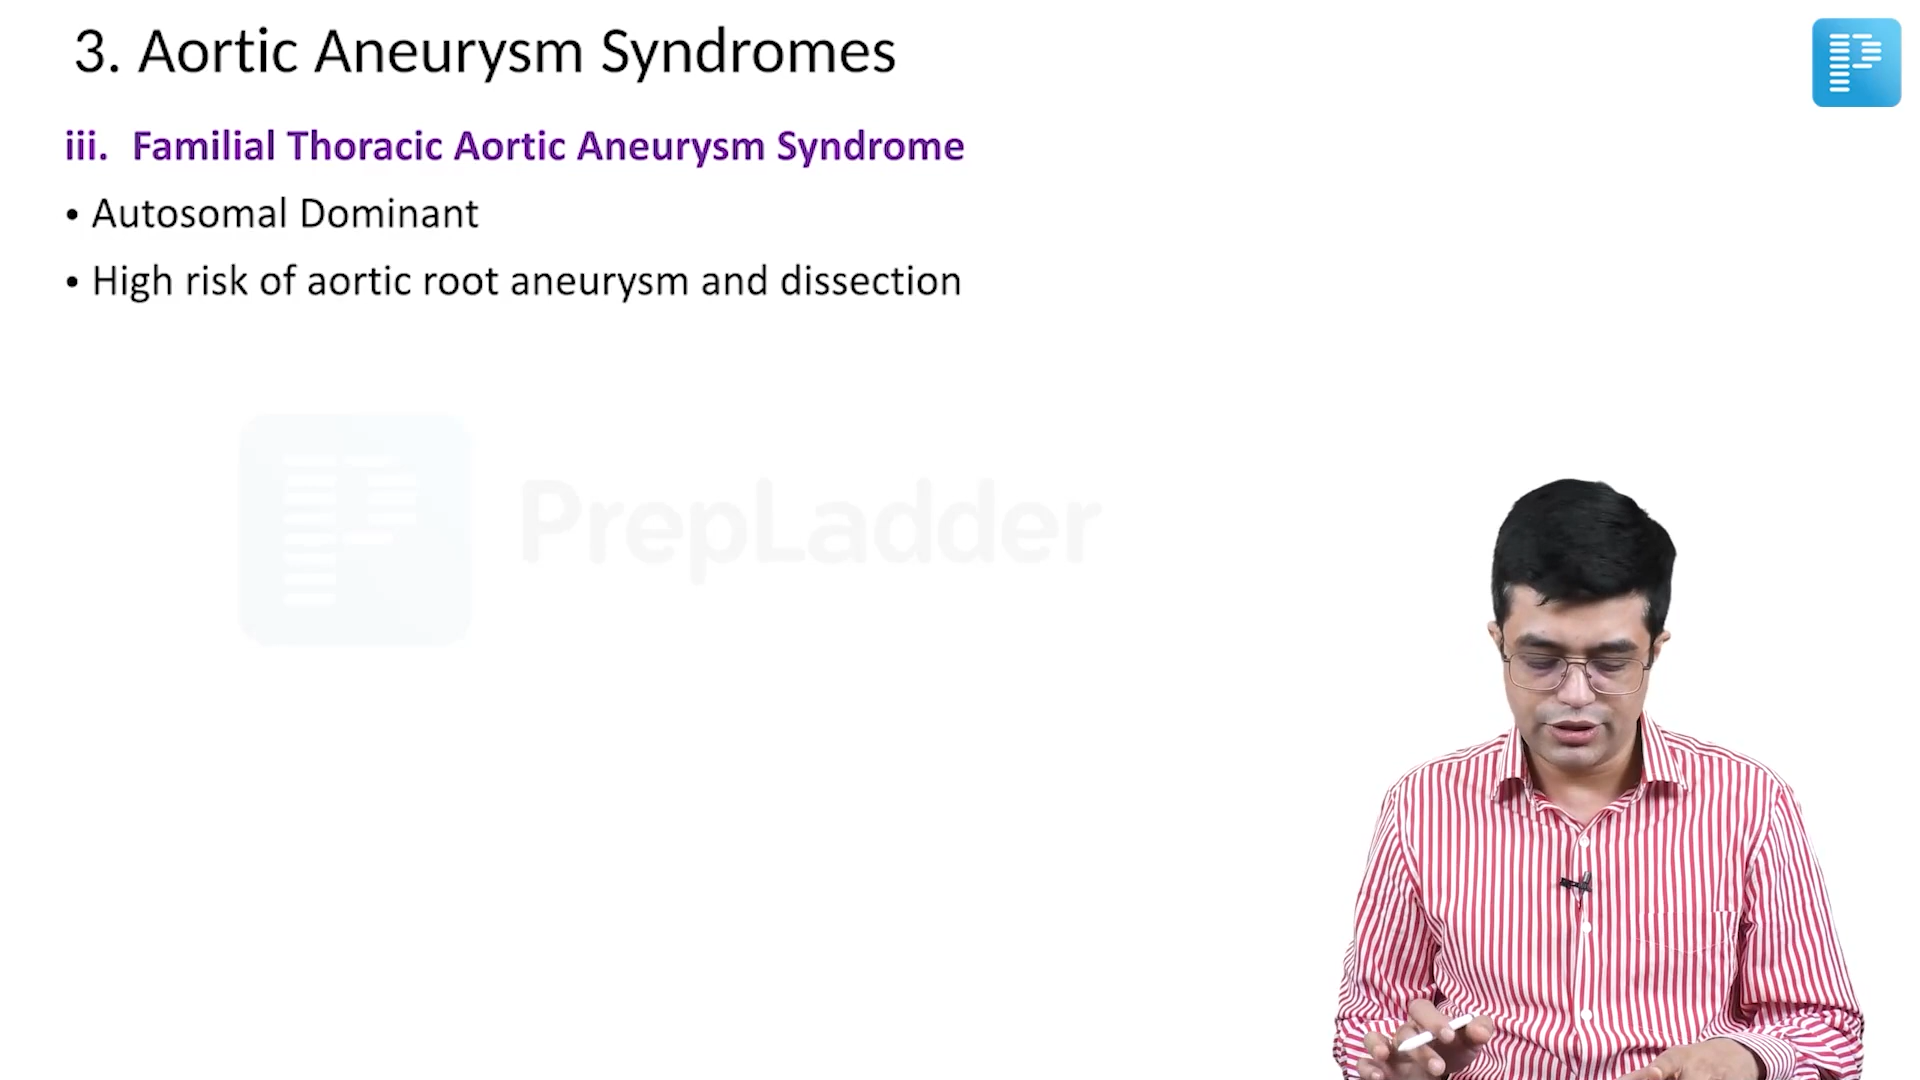 3. Aortic Aneurysm Syndromes
iii. Familial Thoracic Aortic Aneurysm Syndrome
• Autosomal Dominant
• High risk of aortic root aneurysm and dissection
PrepLadder